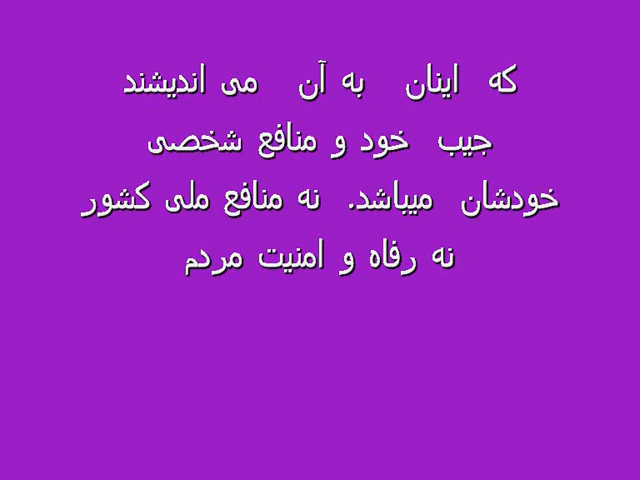 که اینان به آن می اندیشند
جیب خود و منافع شخصی
خودشان میباشد. نه منافع ملی کشور
نه رفاه و امنیت مردم